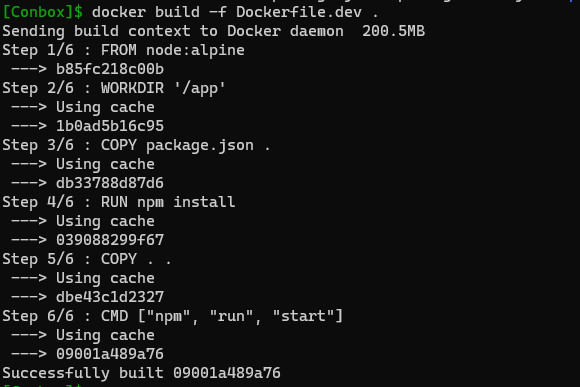 [Conbox]$ docker build -f Dockerfile.dev .
Sending build context to Docker daemon  200.5MB
Step 1/6 : FROM node:alpine
 ---> b85fc218c00b
Step 2/6 : WORKDIR '/app'
 ---> Using cache
 ---> 1b0ad5b16c95
Step 3/6 : COPY package.json .
 ---> Using cache
 ---> db33788d87d6
Step 4/6 : RUN npm install
 ---> Using cache
 ---> 039088299f67
Step 5/6 : COPY . .
 ---> Using cache
 ---> dbe43c1d2327
Step 6/6 : CMD ["npm", "run", "start"]
 ---> Using cache
 ---> 09001a489a76
Successfully built 09001a489a76